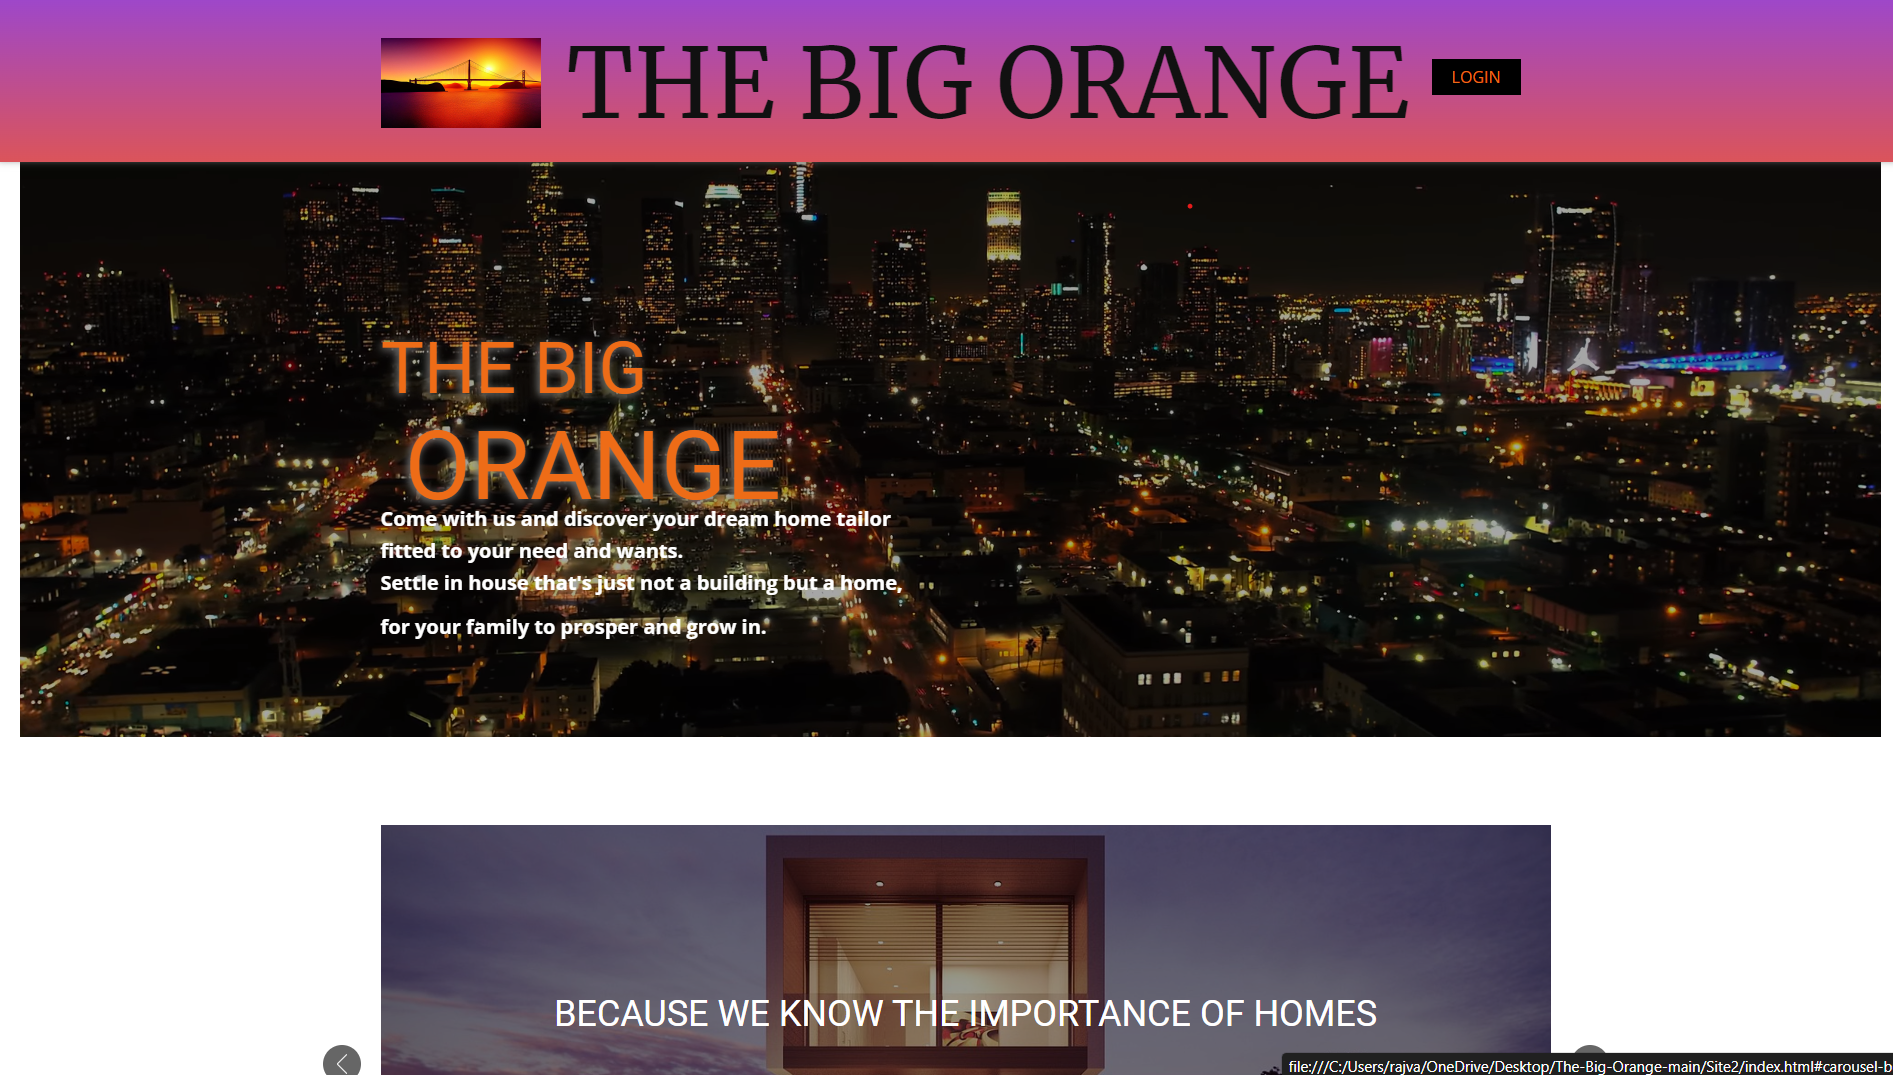 THE BIG ORANGE
LOGIN
THE BIG
ORANGE
Come with us and discover your dream home tailor
fitted to your need and wants.
Settle in house that's just not a building but a home,
for your family to prosper and grow in.
BECAUSE WE KNOW THE IMPORTANCE OF HOMES
file:///C:/Users/rajva/OneDrive/Desktop/The-Big-Orange-main/Site2/index.html#carousel-b